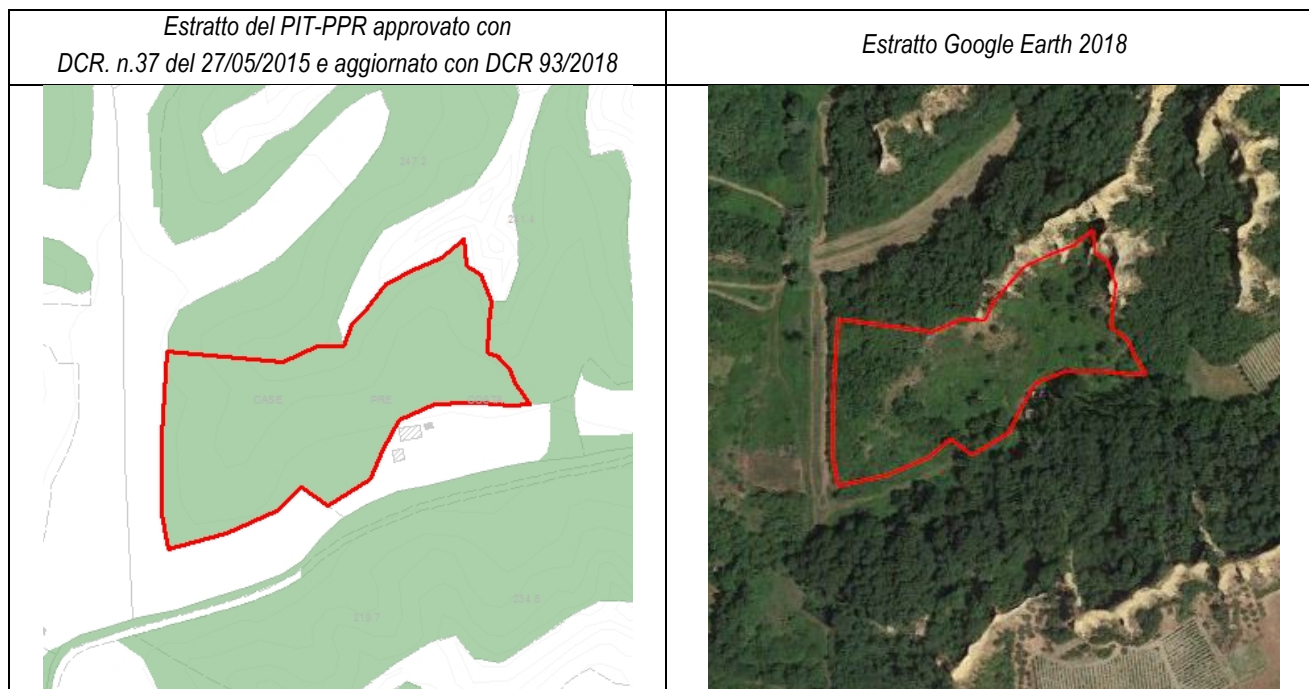 Estratto del PIT-PPR approvato con
DCR. n.37 del 27/05/2015 e aggiornato con DCR 93/2018
Estratto Google Earth 2018
CASE PRE COSTA